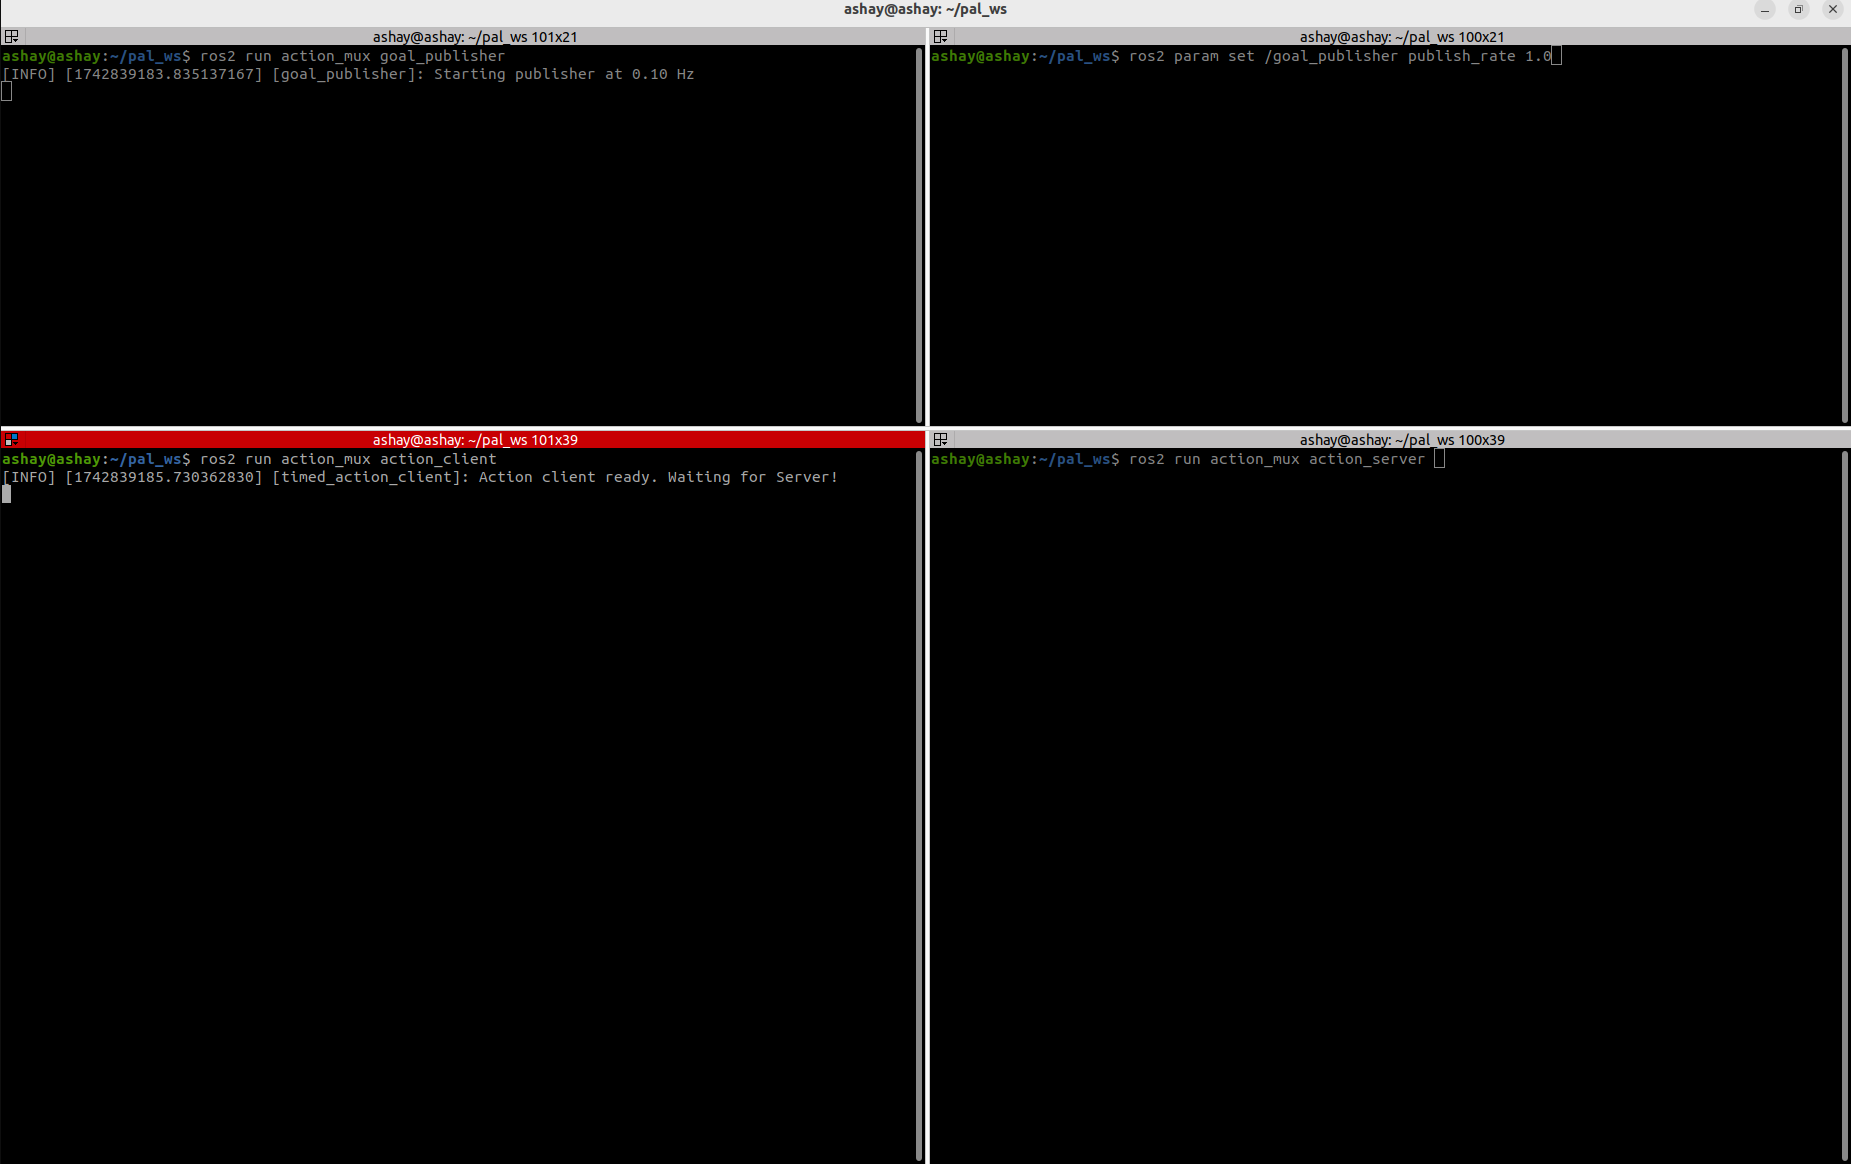 ashay@ashay: ~/pal_ws
ashay@ashay: ~/pal_ws 101x21
ashay@ashay:~/pal_ws$ ros2 run action_mux goal_publisher
[INFO] [1742839183.835137167] [goal_publisher]: Starting publisher at 0.10 Hz
ashay@ashay: ~/pal_ws 100x21
ashay@ashay:~/pal_ws$ ros2 param set /goal_publisher publish_rate 1.0
ashay@ashay: ~/pal_ws 101x39
ashay@ashay:~/pal_ws$ ros2 run action_mux action_client
[INFO] [1742839185.730362830] [timed_action_client]: Action client ready. Waiting for Server!
ashay@ashay: ~/pal_ws 100x39
ashay@ashay:~/pal_ws$ ros2 run action_mux action_server